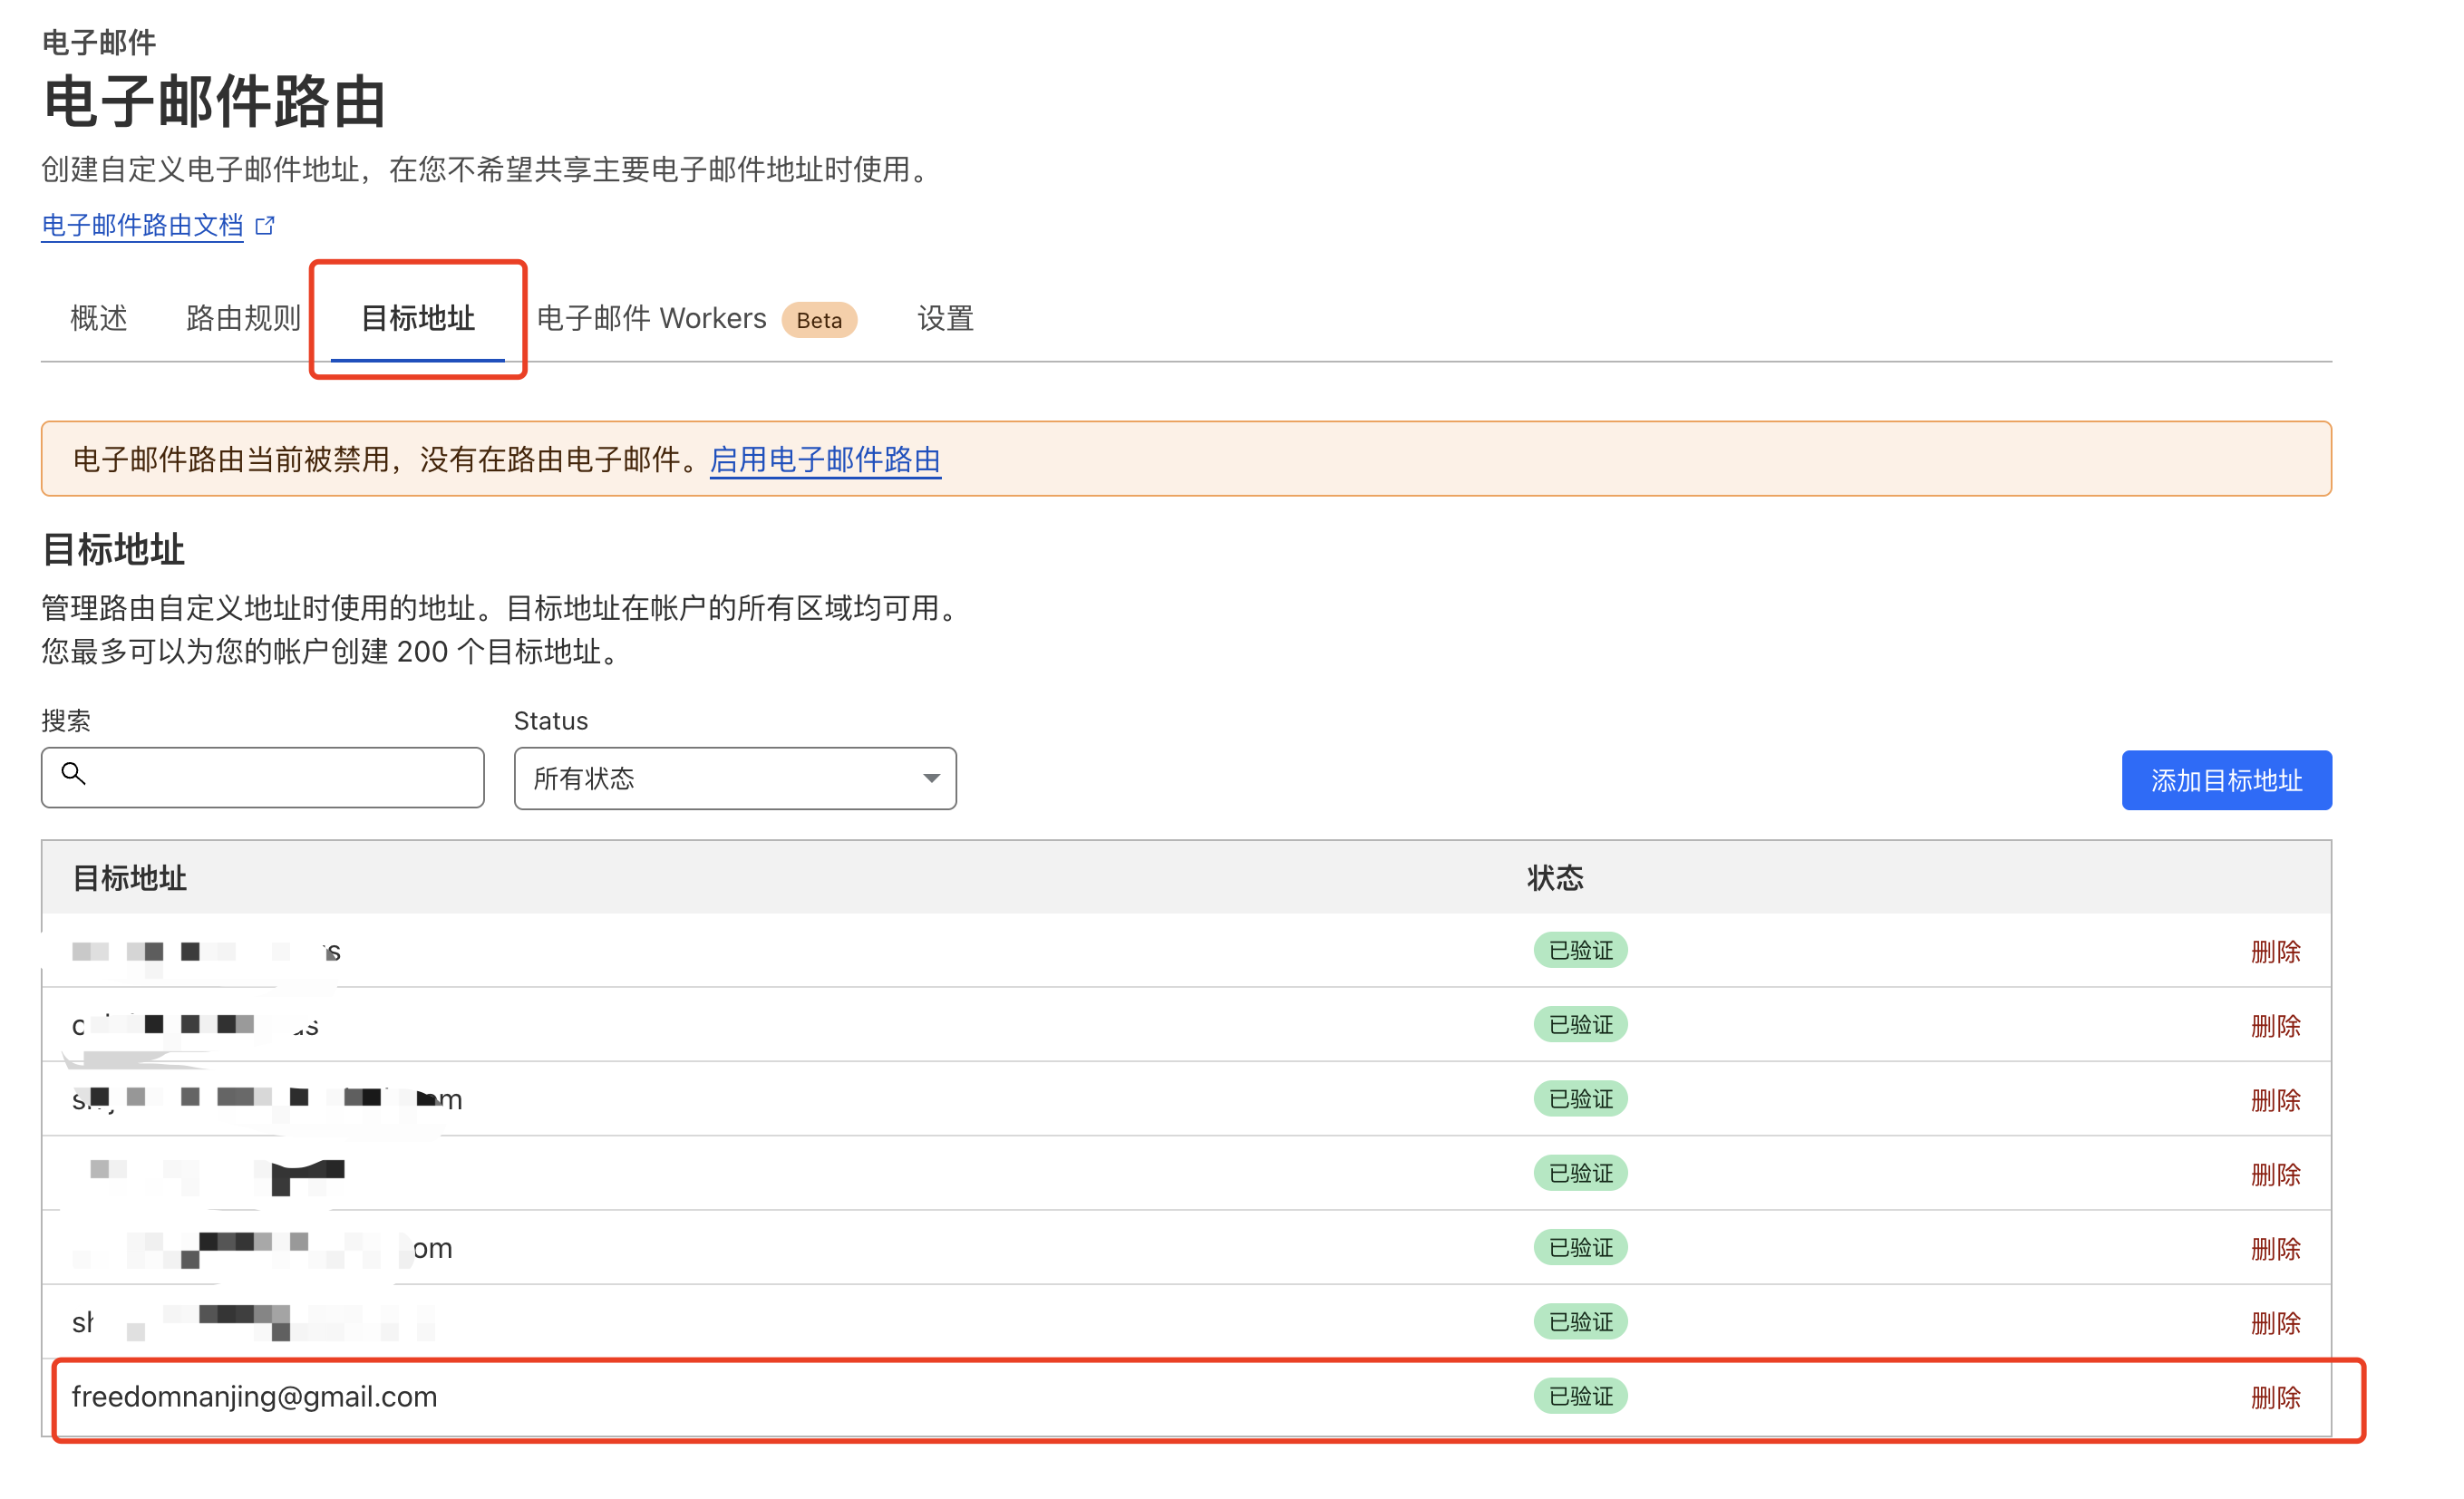 电子邮件
电子邮件路由
创建自定义电子邮件地址，在您不希望共享主要电子邮件地址时使用。
电子邮件路由文档
概述 路由规则 目标地址 电子邮件 Workers Beta 设置
电子邮件路由当前被禁用，没有在路由电子邮件。启用电子邮件路由
目标地址
管理路由自定义地址时使用的地址。目标地址在帐户的所有区域均可用。
您最多可以为您的帐户创建 200 个目标地址。
搜索 Status
所有状态
添加目标地址
目标地址 状态
已验证 删除
已验证 删除
已验证 删除
已验证 删除
已验证 删除
已验证 删除
freedomnanjing@gmail.com 已验证 删除